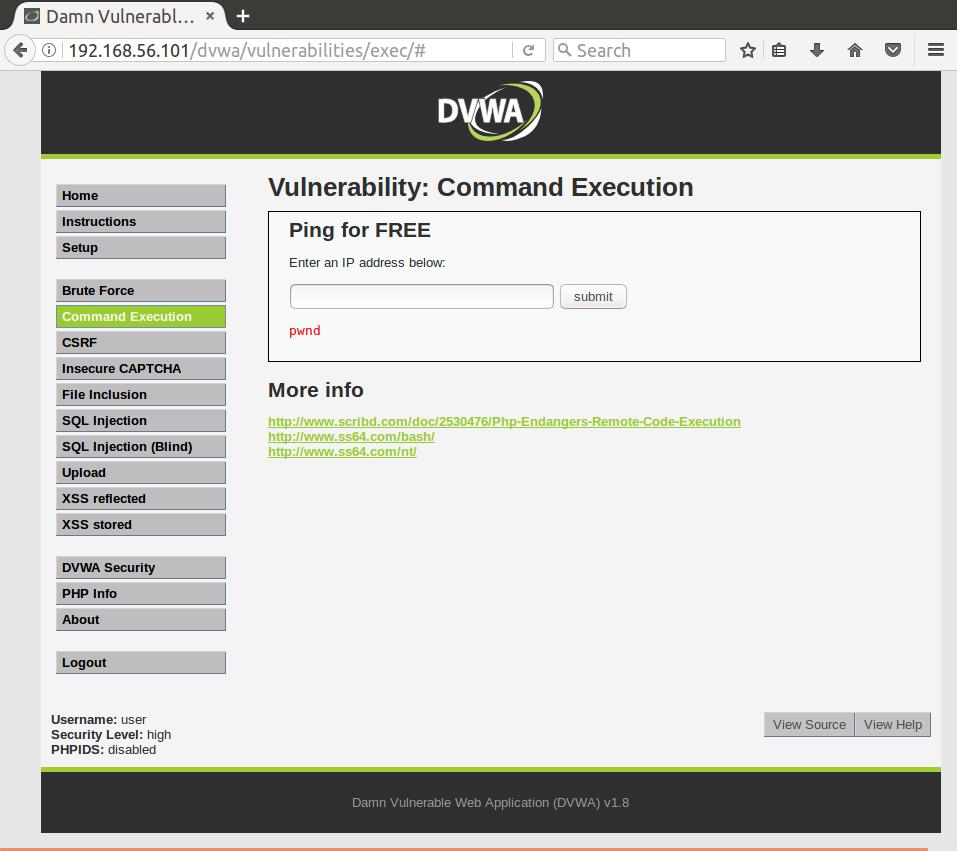 Damn Vulnerabl...
192.168.56.101/dvwa/vulnerabilities/exec/#
Search
DVWA
Home
Instructions
Setup
Brute Force
Command Execution
CSRF
Insecure CAPTCHA
File Inclusion
SQL Injection
SQL Injection (Blind)
Upload
XSS reflected
XSS stored
DVWA Security
PHP Info
About
Logout
Vulnerability: Command Execution
Ping for FREE
Enter an IP address below:
submit
pwnd
More info
http://www.scribd.com/doc/2530476/Php-Endangers-Remote-Code-Execution
http://www.ss64.com/bash/
http://www.ss64.com/nt/
Username: user
Security Level: high
PHPIDS: disabled
View Source
View Help
Damn Vulnerable Web Application (DVWA) v1.8